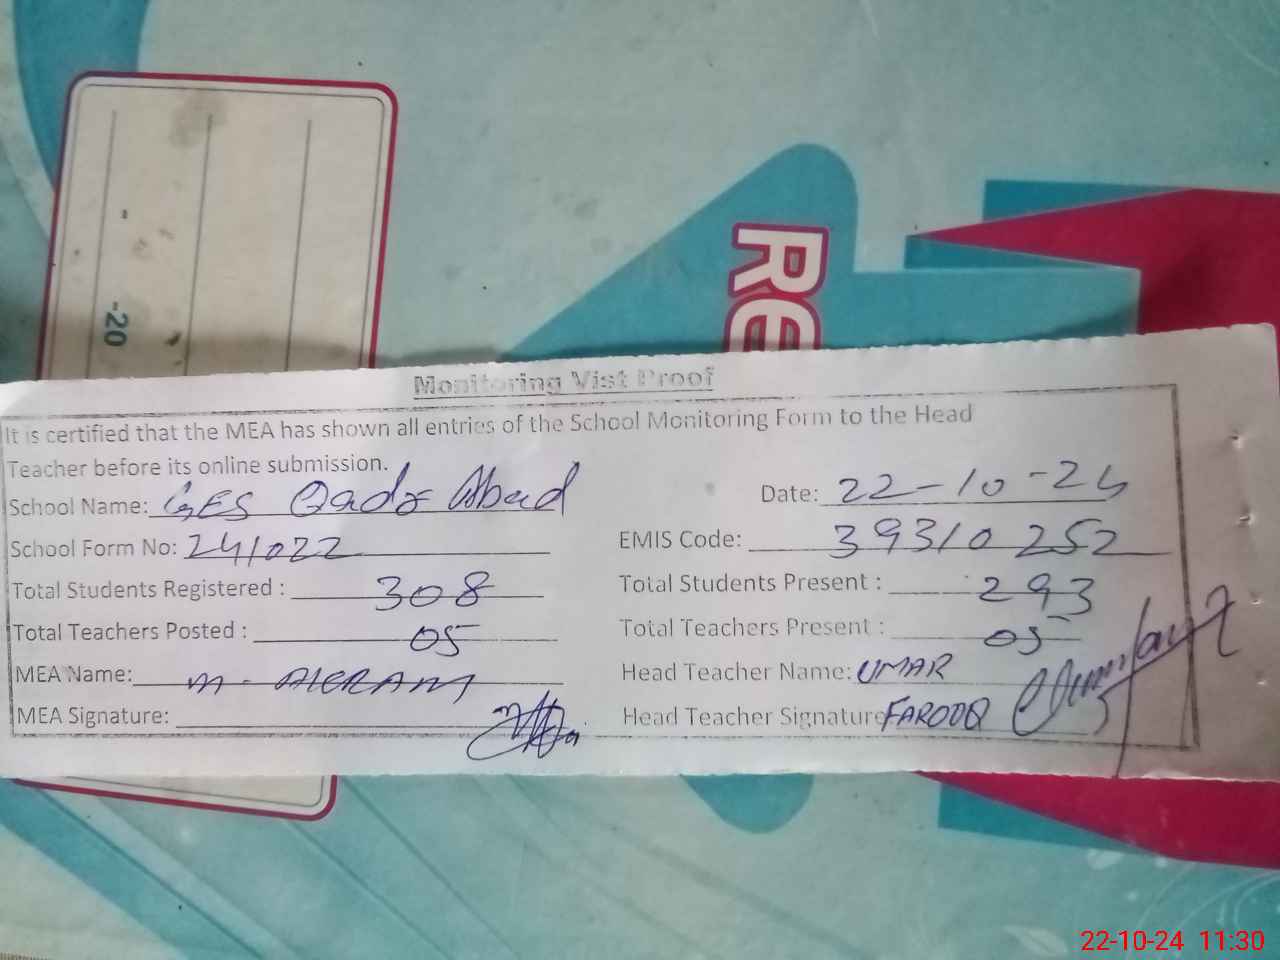 -20
RE
Monitoring Vist Proof
It is certified that the MEA has shown all entries of the School Monitoring Form to the Head
Teacher before its online submission.
School Name: GES Qadr Abad Date: 22-10-24
School Form No: 241022 EMIS Code: 39310252
Total Students Registered : 308 Total Students Present : 293
Total Teachers Posted : 05 Total Teachers Present : 05
MEA Name: M. AKRAM Head Teacher Name: UMAR
MEA Signature: Head Teacher Signature FAROOQ
22-10-24 11:30